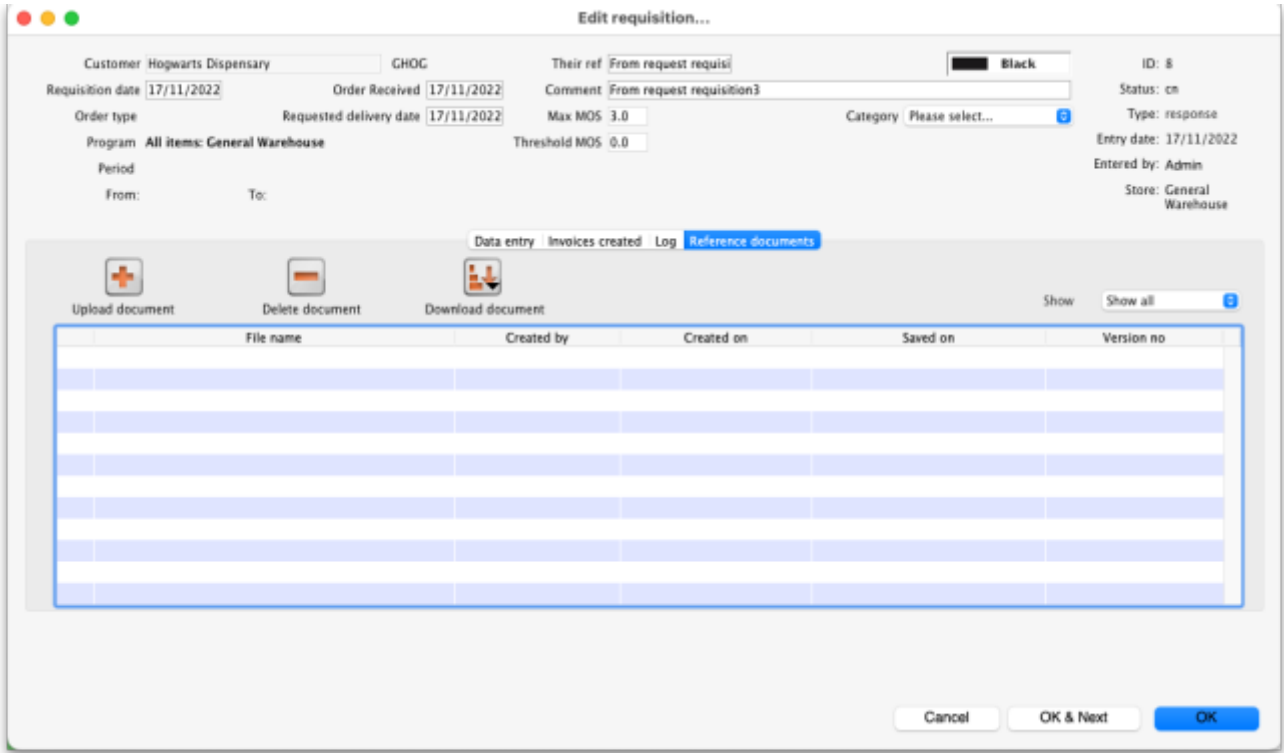 Edit requisition...
Customer Hogwarts Dispensary GHOG Their ref From request requisi Black ID: 8
Requisition date 17/11/2022 Order Received 17/11/2022 Comment From request requisition3 Status: cn
Order type Requested delivery date 17/11/2022 Max MOS 3.0 Category Please select... Type: response
Program All items: General Warehouse Threshold MOS 0.0 Entry date: 17/11/2022
Period Entered by: Admin
From: To: Store: General
Warehouse
Data entry Invoices created Log Reference documents
Upload document Delete document Download document Show Show all
File name Created by Created on Saved on Version no
Cancel OK & Next OK